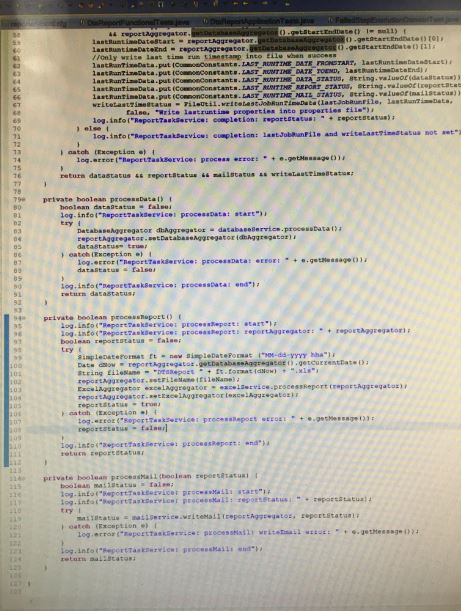 DtsReportFunctionalTests.java DtsReportApplicationTests.java
58 && reportAggregator.getDatabaseAggregator().getStartEndDate() != null) {
59 lastRuntimeDateStart = reportAggregator.getDatabaseAggregator().getStartEndDate()[0];
60 lastRuntimeDateEnd = reportAggregator.getDatabaseAggregator().getStartEndDate()[1];
61 //Only write last time run timestamp into file when success
62 lastRunTimeData.put(CommonConstants.LAST_RUNTIME_DATE_FROMSTART, lastRuntimeDateStart);
63 lastRunTimeData.put(CommonConstants.LAST_RUNTIME_DATE_TOEND, lastRuntimeDateEnd);
64 lastRunTimeData.put(CommonConstants.LAST_RUNTIME_DATA_STATUS, String.valueOf(dataStatus));
65 lastRunTimeData.put(CommonConstants.LAST_RUNTIME_REPORT_STATUS, String.valueOf(reportStat
66 lastRunTimeData.put(CommonConstants.LAST_RUNTIME_MAIL_STATUS, String.valueOf(mailStatus))
67 writeLastTimeStatus = FileUtil.writeLastJobRunTimeData(lastJobRunFile, lastRunTimeData,
68 false, "Write lastruntime properties into properties file");
69 log.info("ReportTaskService: completion: reportStatus: " + reportStatus);
70 } else {
71 log.info("ReportTaskService: completion: lastJobRunFile and writeLastTimeStatus not set")
72 }
73 } catch (Exception e) {
74 log.error("ReportTaskService: process error: " + e.getMessage());
75 }
76 return dataStatus && reportStatus && mailStatus && writeLastTimeStatus;
77 }
78
79 private boolean processData() {
80 boolean dataStatus = false;
81 log.info("ReportTaskService: processData: start");
82 try {
83 DatabaseAggregator dbAggregator = databaseService.processData();
84 reportAggregator.setDatabaseAggregator(dbAggregator);
85 dataStatus= true;
86 } catch(Exception e) {
87 log.error("ReportTaskService: processData: error: " + e.getMessage());
88 dataStatus = false;
89 }
90 log.info("ReportTaskService: processData: end");
91 return dataStatus;
92 }
93
94 private boolean processReport() {
95 log.info("ReportTaskService: processReport: start");
96 log.info("ReportTaskService: processReport: reportAggregator: " + reportAggregator);
97 boolean reportStatus = false;
98 try {
99 SimpleDateFormat ft = new SimpleDateFormat ("MM-dd-yyyy hha");
100 Date dNow = reportAggregator.getDatabaseAggregator().getCurrentDate();
101 String fileName = "DTSReport " + ft.format(dNow) + ".xls";
102 reportAggregator.setFileName(fileName);
103 ExcelAggregator excelAggregator = excelService.processReport(reportAggregator);
104 reportAggregator.setExcelAggregator(excelAggregator);
105 reportStatus = true;
106 } catch (Exception e) {
107 log.error("ReportTaskService: processReport error: " + e.getMessage());
108 reportStatus = false;
109 }
110 log.info("ReportTaskService: processReport: end");
111 return reportStatus;
112 }
113
114 private boolean processMail(boolean reportStatus) {
115 boolean mailStatus = false;
116 log.info("ReportTaskService: processMail: start");
117 log.info("ReportTaskService: processMail: reportStatus: " + reportStatus);
118 try {
119 mailStatus = mailService.writeMail(reportAggregator, reportStatus);
120 } catch (Exception e) {
121 log.error("ReportTaskService: processMail: writeEmail error: " + e.getMessage());
122 }
123 log.info("ReportTaskService: processMail: end");
124 return mailStatus;
125 }
126
127 }
128